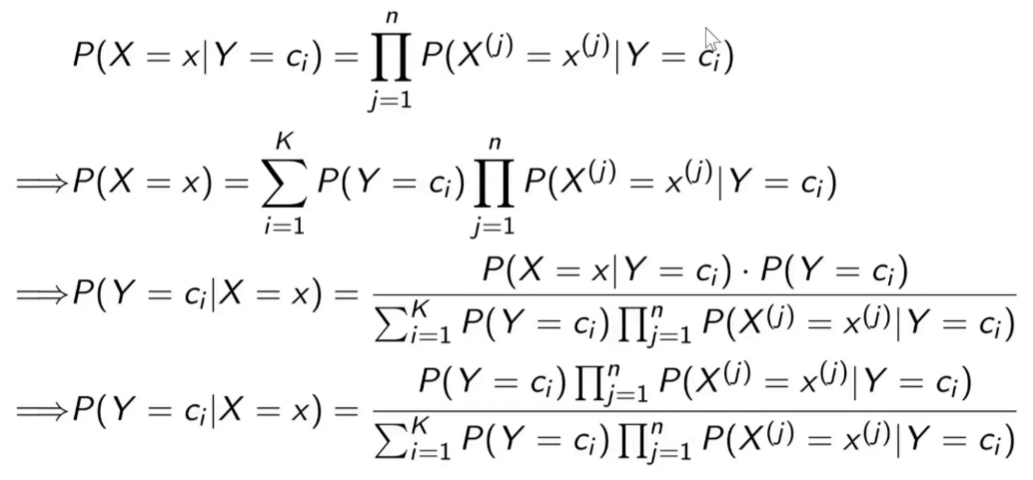 P(X = x|Y = c_i) = \prod_{j=1}^{n} P(X^{(j)} = x^{(j)}|Y = c_i)
\Longrightarrow P(X = x) = \sum_{i=1}^{K} P(Y = c_i) \prod_{j=1}^{n} P(X^{(j)} = x^{(j)}|Y = c_i)
\Longrightarrow P(Y = c_i|X = x) = \frac{P(X = x|Y = c_i) \cdot P(Y = c_i)}{\sum_{i=1}^{K} P(Y = c_i) \prod_{j=1}^{n} P(X^{(j)} = x^{(j)}|Y = c_i)}
\Longrightarrow P(Y = c_i|X = x) = \frac{P(Y = c_i) \prod_{j=1}^{n} P(X^{(j)} = x^{(j)}|Y = c_i)}{\sum_{i=1}^{K} P(Y = c_i) \prod_{j=1}^{n} P(X^{(j)} = x^{(j)}|Y = c_i)}